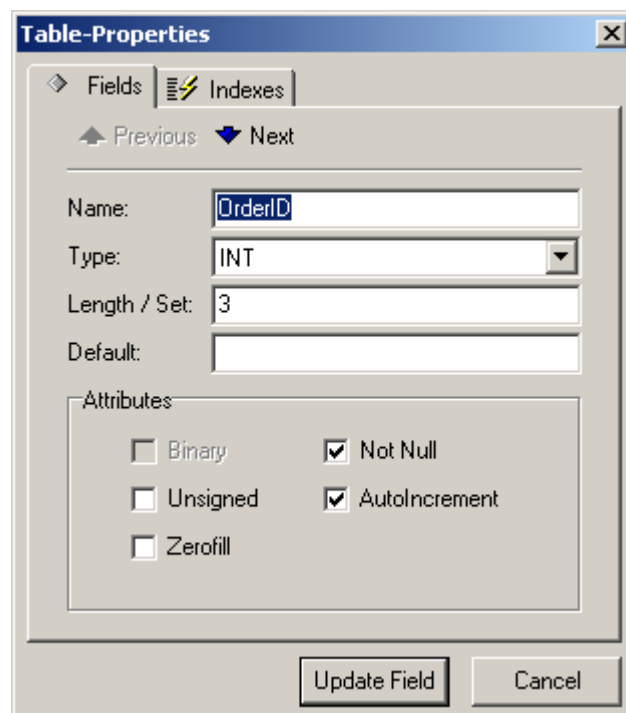 Table-Properties
Fields Indexes
Previous Next
Name: OrderID
Type: INT
Length / Set: 3
Default:
Attributes
Binary Not Null
Unsigned AutoIncrement
Zerofill
Update Field Cancel